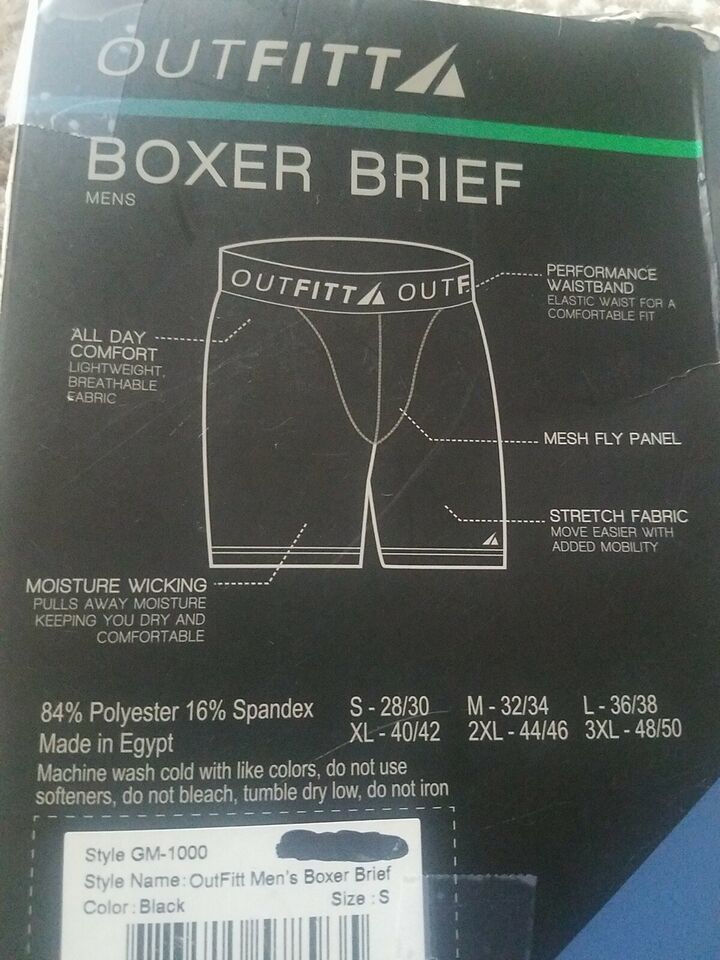 OUTFITT
BOXER BRIEF
MENS
OUTFITT OUTF
PERFORMANCE
WAISTBAND
ELASTIC WAIST FOR A
COMFORTABLE FIT
ALL DAY
COMFORT
LIGHTWEIGHT,
BREATHABLE
FABRIC
MESH FLY PANEL
STRETCH FABRIC
MOVE EASIER WITH
ADDED MOBILITY
MOISTURE WICKING
PULLS AWAY MOISTURE
KEEPING YOU DRY AND
COMFORTABLE
84% Polyester 16% Spandex
Made in Egypt
S - 28/30 M - 32/34 L - 36/38
XL - 40/42 2XL - 44/46 3XL - 48/50
Machine wash cold with like colors, do not use
softeners, do not bleach, tumble dry low, do not iron
Style GM-1000
Style Name: OutFitt Men's Boxer Brief
Color : Black Size : S